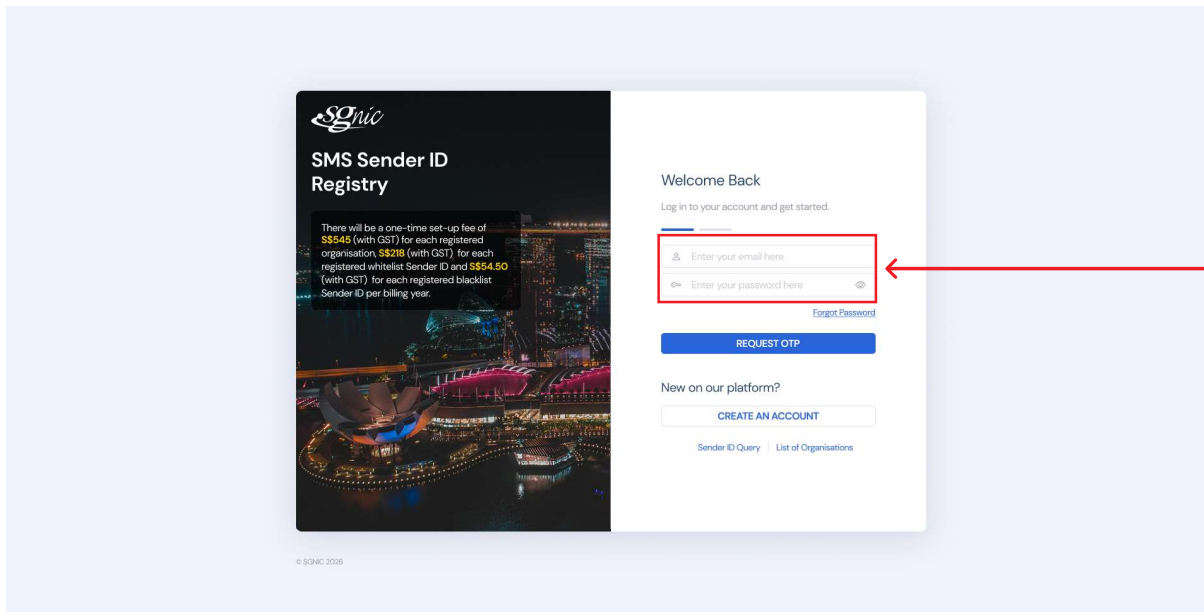 sgnic
SMS Sender ID
Registry
There will be a one-time set-up fee of
S$545 (with GST) for each registered
organisation, S$218 (with GST) for each
registered whitelist Sender ID and S$54.50
(with GST) for each registered blacklist
Sender ID per billing year.
Welcome Back
Log in to your account and get started.
Enter your email here
Enter your password here
Forgot Password
REQUEST OTP
New on our platform?
CREATE AN ACCOUNT
Sender ID Query | List of Organisations
© SGNIC 2026